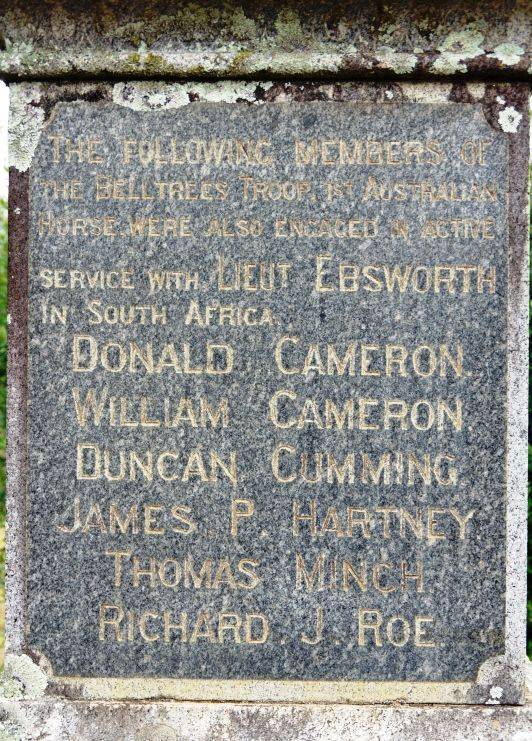 THE FOLLOWING MEMBERS OF
THE BELLTREES TROOP, 1ST AUSTRALIAN
HORSE, WERE ALSO ENGAGED IN ACTIVE
SERVICE WITH LIEUT EBSWORTH
IN SOUTH AFRICA.
DONALD CAMERON.
WILLIAM CAMERON.
DUNCAN CUMMING.
JAMES P. HARTNEY
THOMAS MINCH
RICHARD J. ROE.